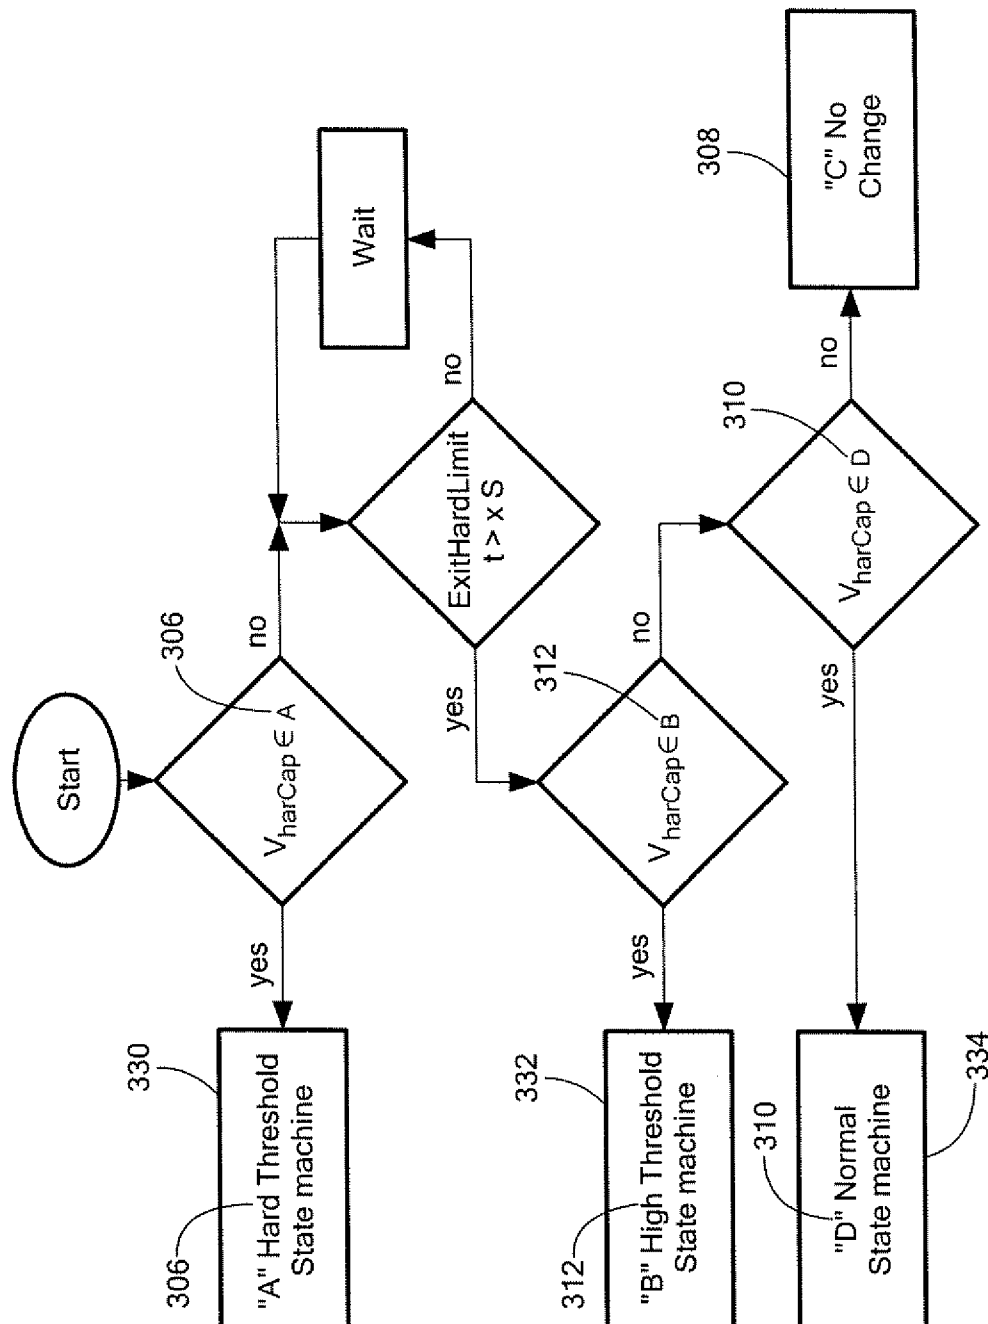 Start
306
V_harCap ∈ A
yes
no
330
306
"A" Hard Threshold
State machine
Wait
ExitHardLimit
t > x S
no
yes
312
V_harCap ∈ B
yes
no
332
312
"B" High Threshold
State machine
310
V_harCap ∈ D
yes
no
308
"C" No
Change
310
"D" Normal
State machine
334